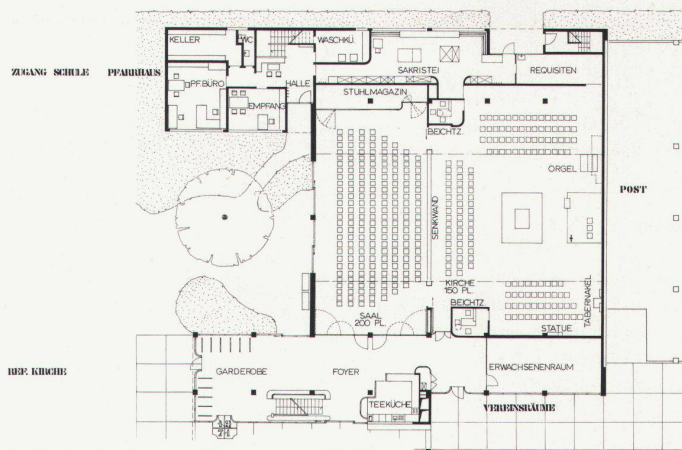 KELLER
WC
WASCHKÜ.
ZUGANG SCHULE
PFARRHAUS
PF. BÜRO
HALLE
SAKRISTEI
REQUISITEN
EMPFANG
STUHLMAGAZIN
BEICHTZ.
ORGEL
POST
SENKWAND
KIRCHE
150 PL.
TABERNAKEL
BEICHTZ.
SAAL
200 PL.
STATUE
REF. KIRCHE
GARDEROBE
FOYER
ERWACHSENENRAUM
TEEKÜCHE
VEREINSRÄUME